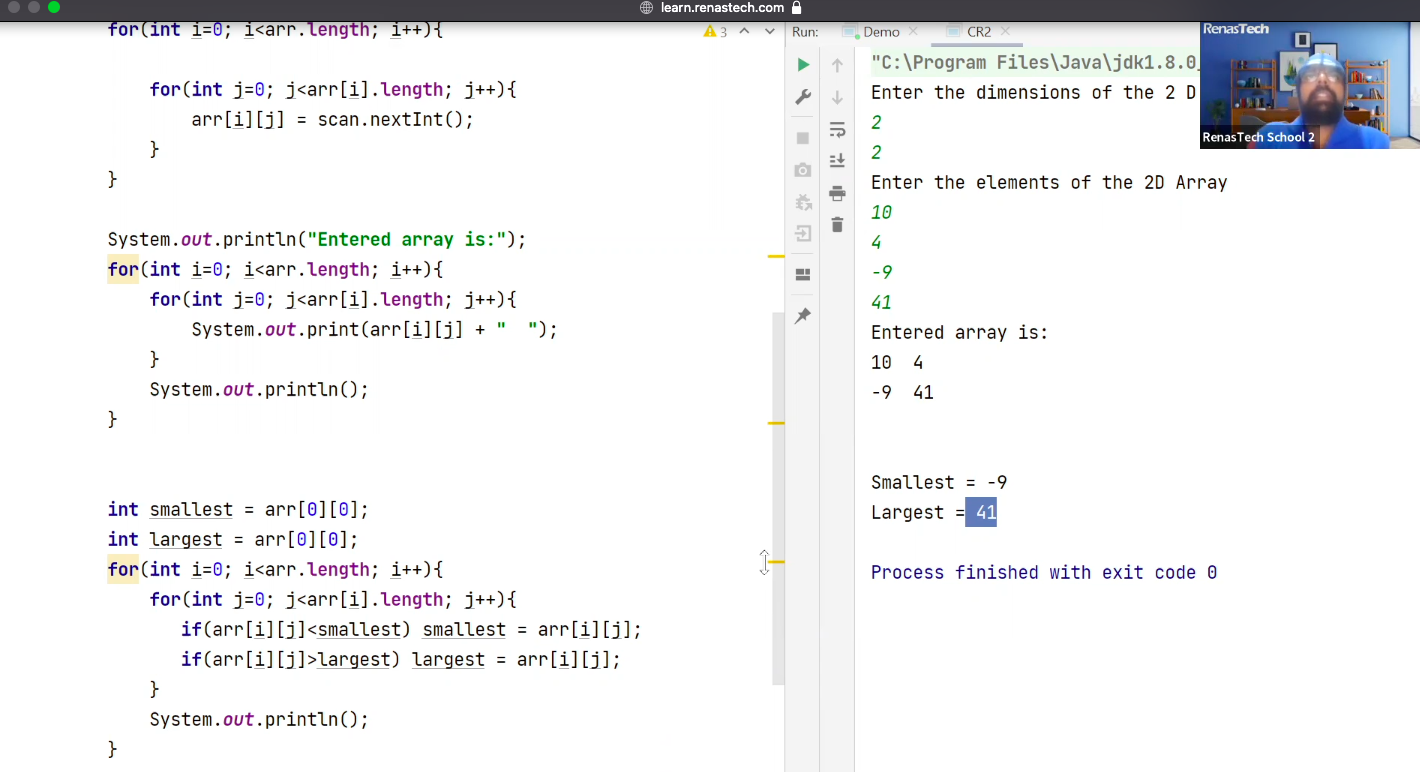 learn.renastech.com
for(int i=0; i<arr.length; i++){
for(int j=0; j<arr[i].length; j++){
arr[i][j] = scan.nextInt();
}
}
System.out.println("Entered array is:");
for(int i=0; i<arr.length; i++){
for(int j=0; j<arr[i].length; j++){
System.out.print(arr[i][j] + "  ");
}
System.out.println();
}
int smallest = arr[0][0];
int largest = arr[0][0];
for(int i=0; i<arr.length; i++){
for(int j=0; j<arr[i].length; j++){
if(arr[i][j]<smallest) smallest = arr[i][j];
if(arr[i][j]>largest) largest = arr[i][j];
}
System.out.println();
}
3
Run: Demo CR2
"C:\Program Files\Java\jdk1.8.0_
Enter the dimensions of the 2 D
2
2
Enter the elements of the 2D Array
10
4
-9
41
Entered array is:
10  4
-9  41
Smallest = -9
Largest = 41
Process finished with exit code 0
RenasTech
RenasTech School 2